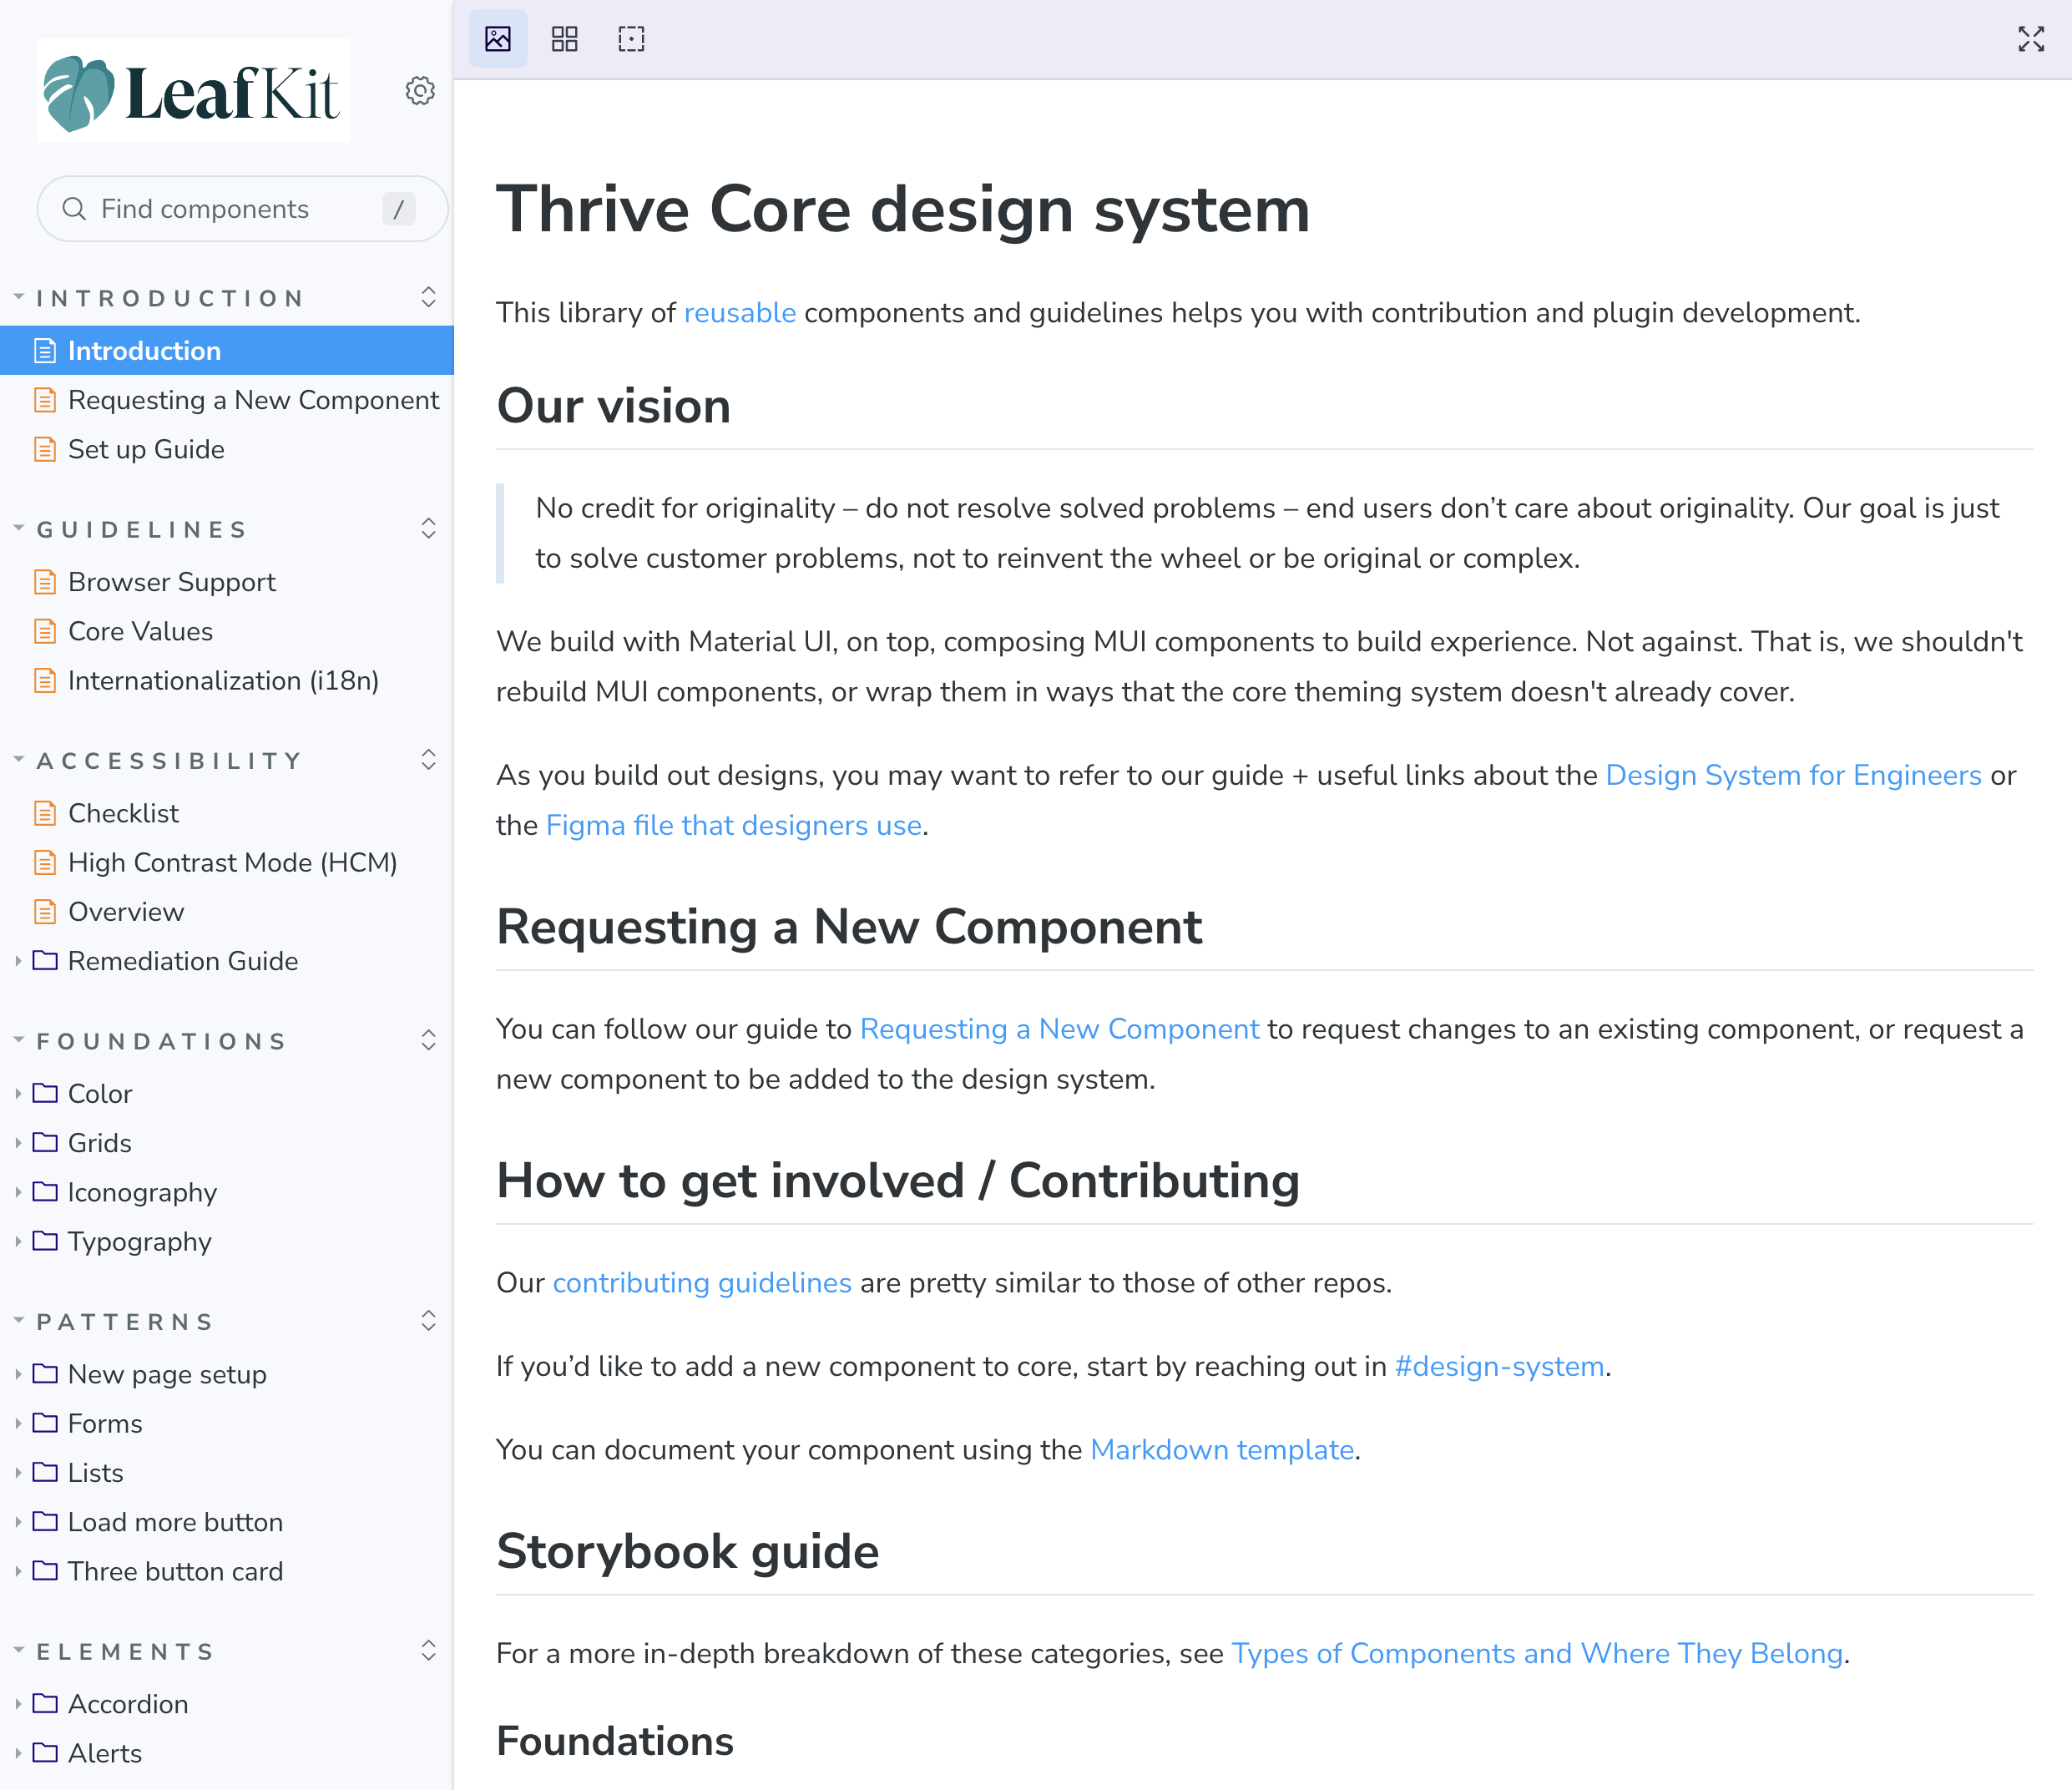 LeafKit
Find components /
INTRODUCTION
Introduction
Requesting a New Component
Set up Guide
GUIDELINES
Browser Support
Core Values
Internationalization (i18n)
ACCESSIBILITY
Checklist
High Contrast Mode (HCM)
Overview
Remediation Guide
FOUNDATIONS
Color
Grids
Iconography
Typography
PATTERNS
New page setup
Forms
Lists
Load more button
Three button card
ELEMENTS
Accordion
Alerts
Thrive Core design system
This library of reusable components and guidelines helps you with contribution and plugin development.
Our vision
No credit for originality – do not resolve solved problems – end users don’t care about originality. Our goal is just
to solve customer problems, not to reinvent the wheel or be original or complex.
We build with Material UI, on top, composing MUI components to build experience. Not against. That is, we shouldn't
rebuild MUI components, or wrap them in ways that the core theming system doesn't already cover.
As you build out designs, you may want to refer to our guide + useful links about the Design System for Engineers or
the Figma file that designers use.
Requesting a New Component
You can follow our guide to Requesting a New Component to request changes to an existing component, or request a
new component to be added to the design system.
How to get involved / Contributing
Our contributing guidelines are pretty similar to those of other repos.
If you’d like to add a new component to core, start by reaching out in #design-system.
You can document your component using the Markdown template.
Storybook guide
For a more in-depth breakdown of these categories, see Types of Components and Where They Belong.
Foundations